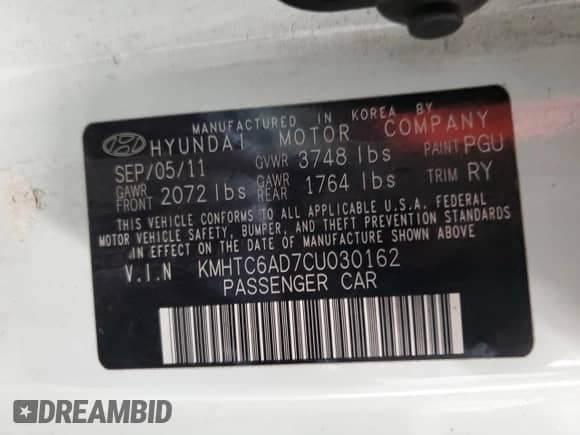 MANUFACTURED IN KOREA BY
HYUNDAI MOTOR COMPANY
SEP/05/11 GVWR 3748 lbs PAINT PGU
GAWR FRONT 2072 lbs GAWR REAR 1764 lbs TRIM RY
THIS VEHICLE CONFORMS TO ALL APPLICABLE U.S.A. FEDERAL
MOTOR VEHICLE SAFETY, BUMPER, AND THEFT PREVENTION STANDARDS
IN EFFECT ON THE DATE OF MANUFACTURE SHOWN ABOVE
V.I.N KMHTC6AD7CU030162
PASSENGER CAR
DREAMBID